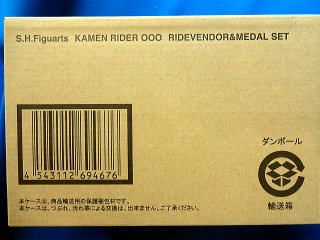 S.H.Figuarts KAMEN RIDER OOO RIDEVENDOR&MEDAL SET
4 543112 694676
ダンボール
輸送箱
本ケースは、商品輸送用の保護梱包材です。
本ケースは、つぶれ、汚れ等による交換は、出来ません。ご了承ください。